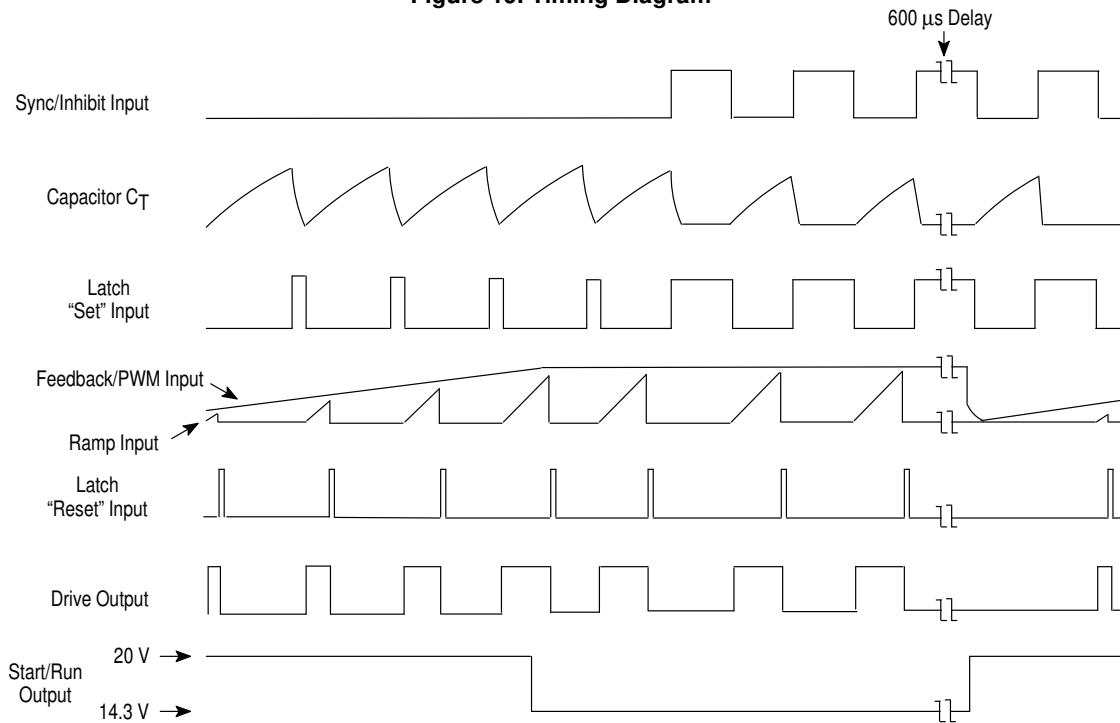 Figure 16. Timing Diagram
600 μs Delay
Sync/Inhibit Input
Capacitor CT
Latch
“Set” Input
Feedback/PWM Input
Ramp Input
Latch
“Reset” Input
Drive Output
20 V
Start/Run
Output
14.3 V